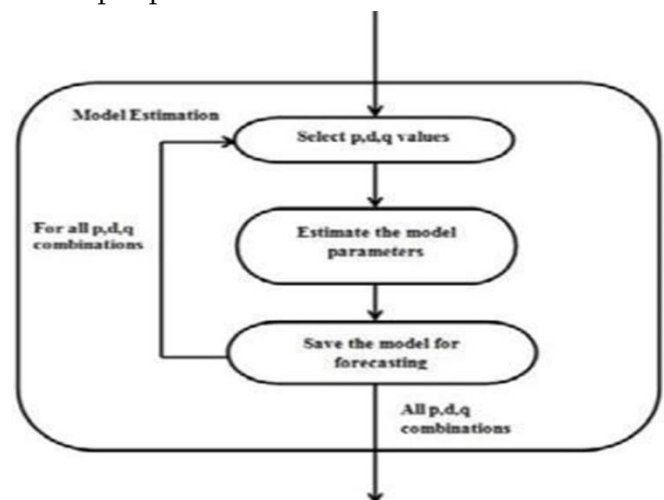 Model Estimation
Select p,d,q values
For all p,d,q
combinations
Estimate the model
parameters
Save the model for
forecasting
All p,d,q
combinations